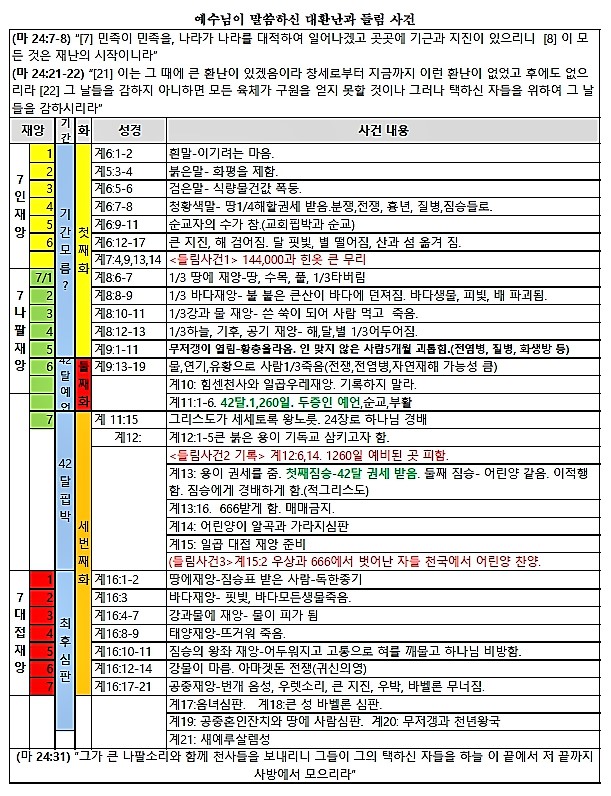 예수님이 말씀하신 대환난과 들림 사건
(마 24:7-8) “[7] 민족이 민족을, 나라가 나라를 대적하여 일어나겠고 곳곳에 기근과 지진이 있으리니 [8] 이 모
든 것은 재난의 시작이니라”
(마 24:21-22) “[21] 이는 그 때에 큰 환난이 있겠음이라 창세로부터 지금까지 이런 환난이 없었고 후에도 없으
리라 [22] 그 날들을 감하지 아니하면 모든 육체가 구원을 얻지 못할 것이나 그러나 택하신 자들을 위하여 그 날
들을 감하시리라”
재앙 기간 화 성경 사건 내용
7인재앙
기간모름?
첫째화
1 계6:1-2 흰말-이기려는 마음.
2 계5:3-4 붉은말- 화평을 제함.
3 계6:5-6 검은말- 식량물건값 폭등.
4 계6:7-8 청황색말- 땅1/4해할권세 받음.분쟁,전쟁, 흉년, 질병,짐승들로.
5 계6:9-11 순교자의 수가 참.(교회핍박과 순교)
6 계6:12-17 큰 지진, 해 검어짐. 달 핏빛, 별 떨어짐, 산과 섬 옮겨 짐.
계7:4,9,13,14 <들림사건1> 144,000과 흰옷 큰 무리
7나팔재앙
7/1 계8:6-7 1/3 땅에 재앙-땅, 수목, 풀, 1/3타버림
2 계8:8-9 1/3 바다재앙- 불 붙은 큰산이 바다에 던져짐. 바다생물, 피빛, 배 파괴됨.
3 계8:10-11 1/3강과 물 재앙- 쓴 쑥이 되어 사람 먹고 죽음.
4 계8:12-13 1/3하늘, 기후, 공기 재앙- 해,달,별 1/3어두어짐.
5 계9:1-11 무저갱이 열림-황충올라옴. 인 맞지 않은 사람5개월 괴롭힘.(전염병, 질병, 화생방 등)
42달예언
둘째화
6 계9:13-19 불,연기,유황으로 사람1/3죽음(전쟁,전염병,자연재해 가능성 큼)
계10: 힘센천사와 일곱우레재앙. 기록하지 말라.
계11:1-6. 42달.1,260일. 두증인 예언,순교,부활
42달핍박
세번째화
7 계 11:15 그리스도가 세세토록 왕노릇. 24장로 하나님 경배
계12: 계12:1-5큰 붉은 용이 기독교 삼키고자 함.
<들림사건2 기록> 계12:6,14. 1260일 예비된 곳 피함.
계13: 용이 권세를 줌. 첫째짐승-42달 권세 받음. 둘째 짐승- 어린양 같음. 이적행
함. 짐승에게 경배하게 함.(적그리스도)
계13:16. 666받게 함. 매매금지.
계14: 어린양이 알곡과 가라지심판
계15: 일곱 대접 재앙 준비
(들림사건3>계15:2 우상과 666에서 벗어난 자들 천국에서 어린양 찬양.
7대접재앙
최후심판
1 계16:1-2 땅에재앙-짐승표 받은 사람-독한종기
2 계16:3 바다재앙- 핏빛, 바다모든생물죽음.
3 계16:4-7 강과물에 재앙- 물이 피가 됨
4 계16:8-9 태양재앙-뜨거워 죽음.
5 계16:10-11 짐승의 왕좌 재앙-어두워지고 고통으로 혀를 깨물고 하나님 비방함.
6 계16:12-14 강물이 마름. 아마겟돈 전쟁(귀신의영)
7 계16:17-21 공중재앙-번개 음성, 우렛소리, 큰 지진, 우박, 바벨론 무너짐.
계17:음녀심판. 계18:큰 성 바벨론 심판.
계19: 공중혼인잔치와 땅에 사람심판. 계20: 무저갱과 천년왕국
계21: 새예루살렘성
(마 24:31) “그가 큰 나팔소리와 함께 천사들을 보내리니 그들이 그의 택하신 자들을 하늘 이 끝에서 저 끝까지
사방에서 모으리라”